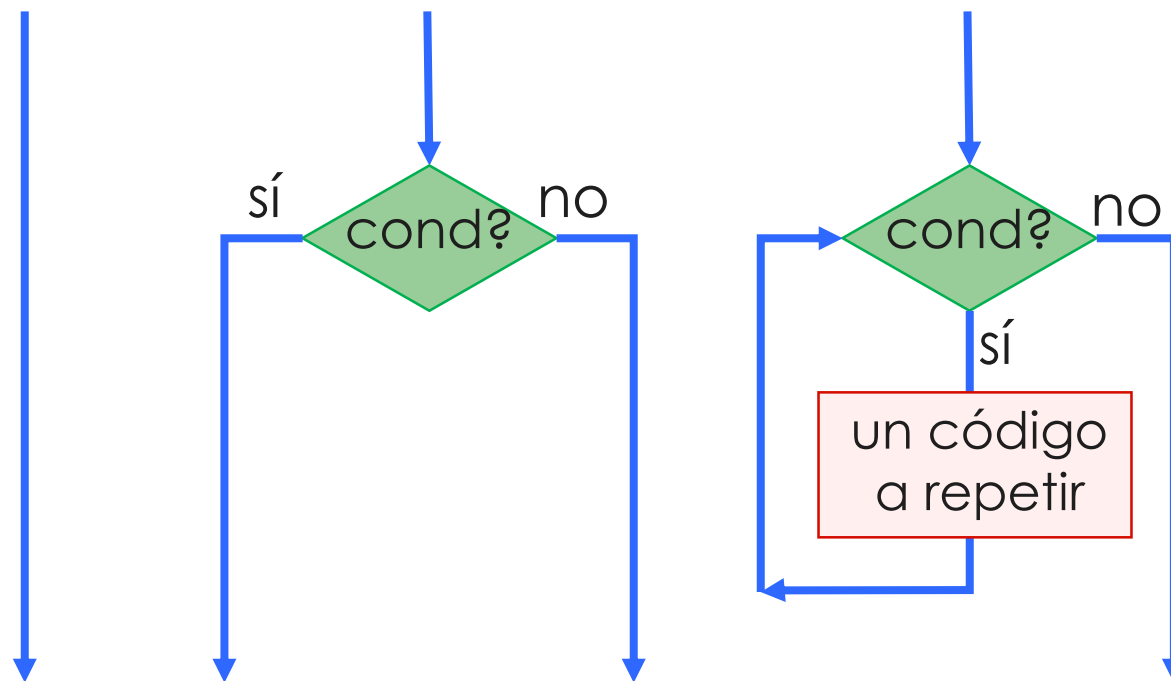 sí
cond?
no
cond?
no
sí
un código
a repetir